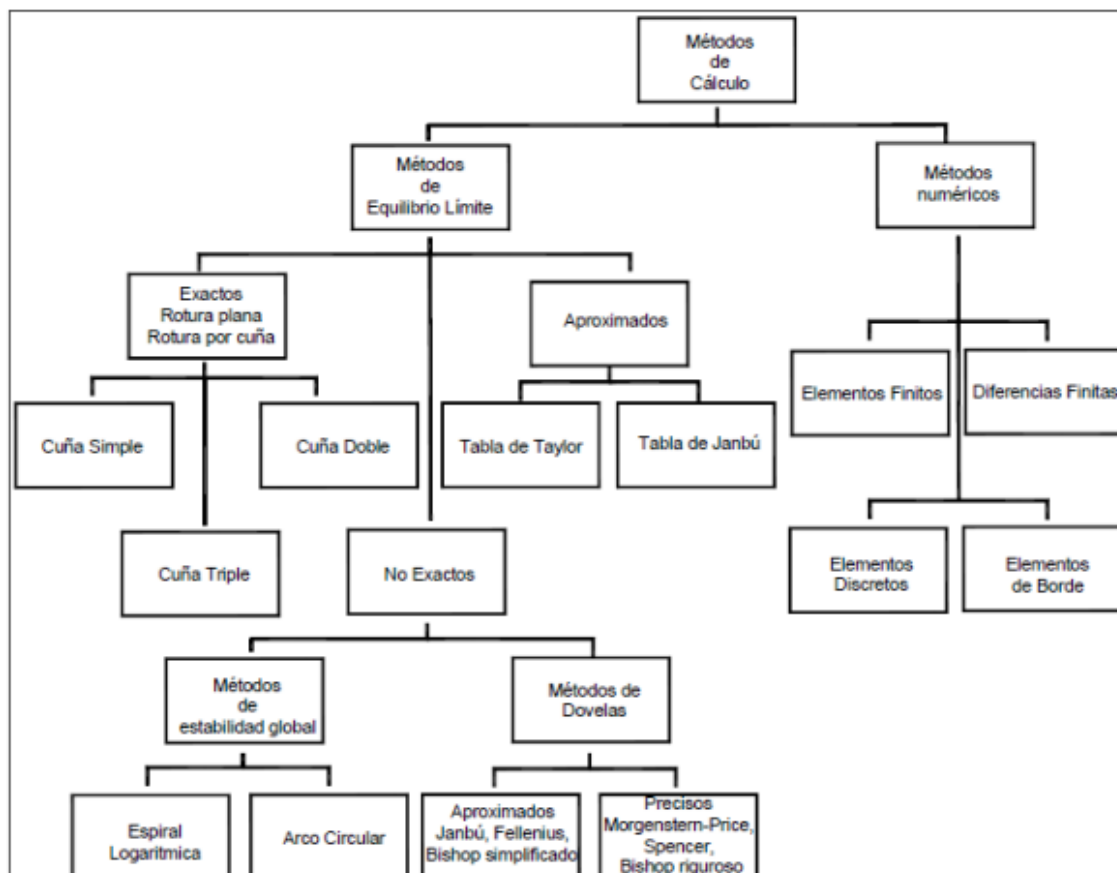 Métodos
de
Cálculo
Métodos
de
Equilibrio Límite
Métodos
numéricos
Exactos
Rotura plana
Rotura por cuña
Aproximados
Elementos Finitos
Diferencias Finitas
Cuña Simple
Cuña Doble
Tabla de Taylor
Tabla de Janbú
Cuña Triple
No Exactos
Elementos
Discretos
Elementos
de Borde
Métodos
de
estabilidad global
Métodos de
Dovelas
Espiral
Logaritmica
Arco Circular
Aproximados
Janbú, Fellenius,
Bishop simplificado
Precisos
Morgenstern-Price,
Spencer,
Bishop riguroso